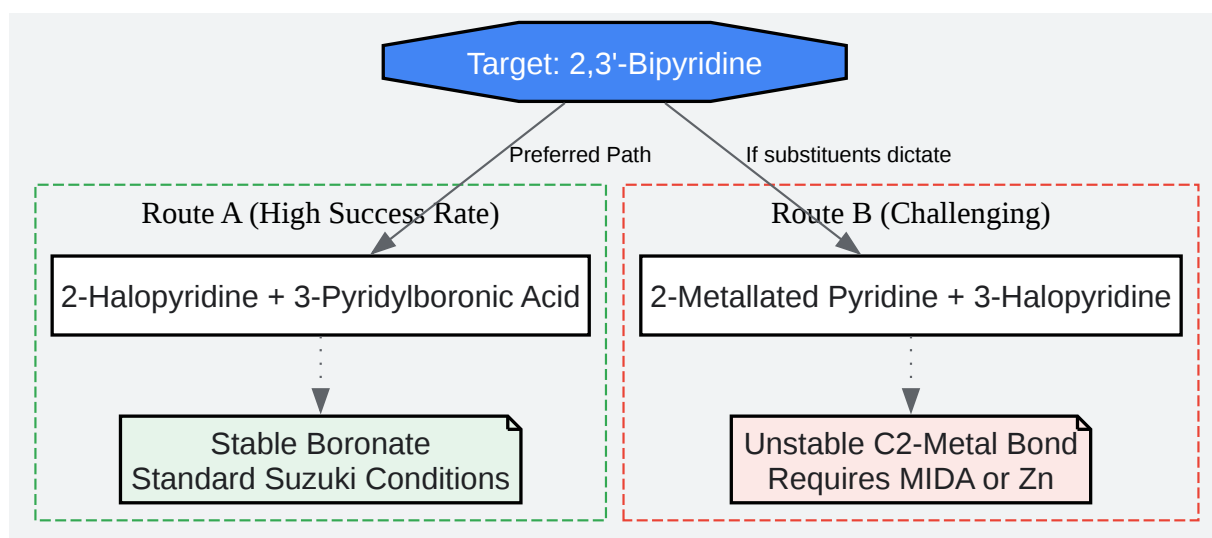 Target: 2,3'-Bipyridine
Preferred Path
If substituents dictate
Route A (High Success Rate)
2-Halopyridine + 3-Pyridylboronic Acid
Stable Boronate
Standard Suzuki Conditions
Route B (Challenging)
2-Metallated Pyridine + 3-Halopyridine
Unstable C2-Metal Bond
Requires MIDA or Zn